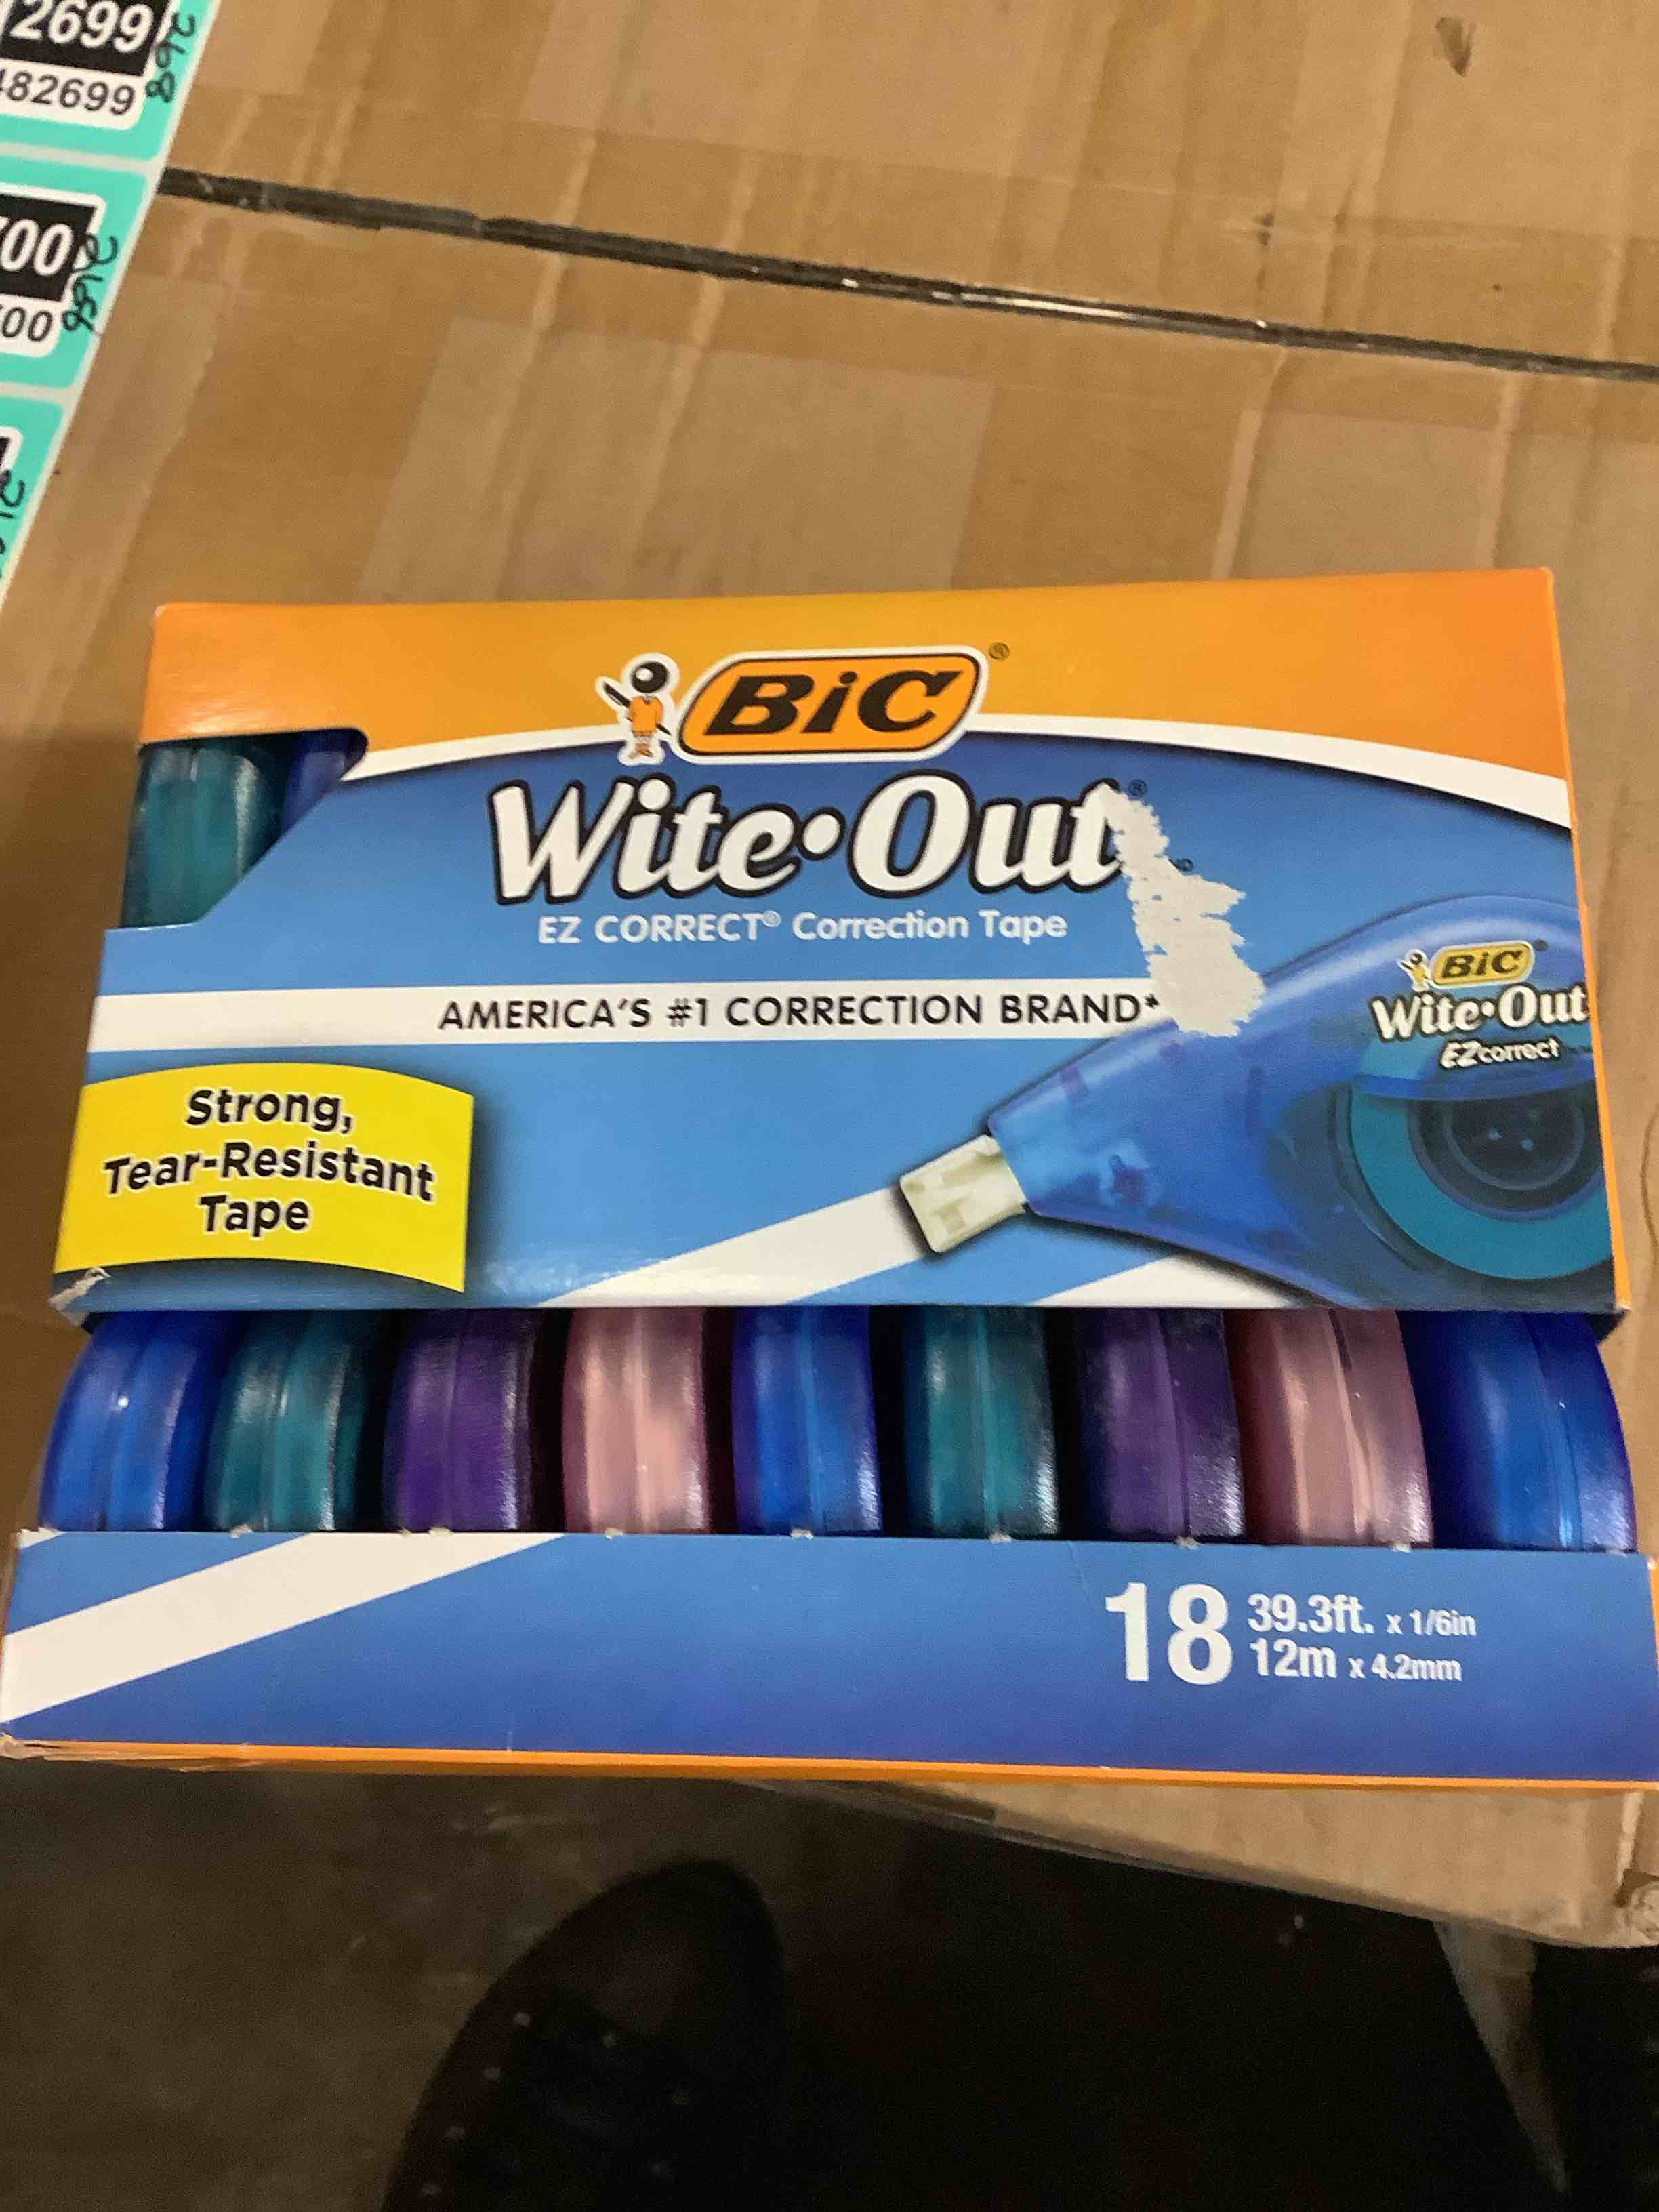 2699
482699
2698
00
00
BIC®
Wite•Out®
EZ CORRECT® Correction Tape
AMERICA'S #1 CORRECTION BRAND*
BIC
Wite•Out
EZcorrect
Strong,
Tear-Resistant
Tape
18 39.3ft. x 1/6in
12m x 4.2mm